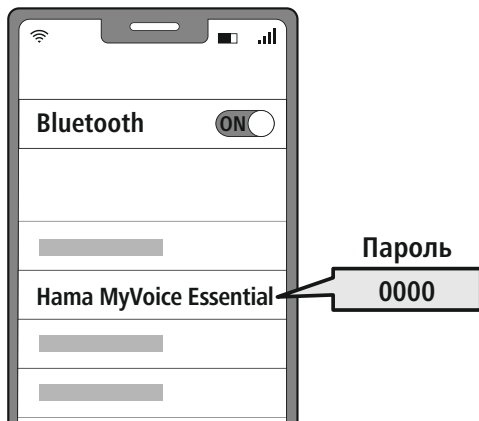 Bluetooth
ON
Hama MyVoice Essential
Пароль
0000